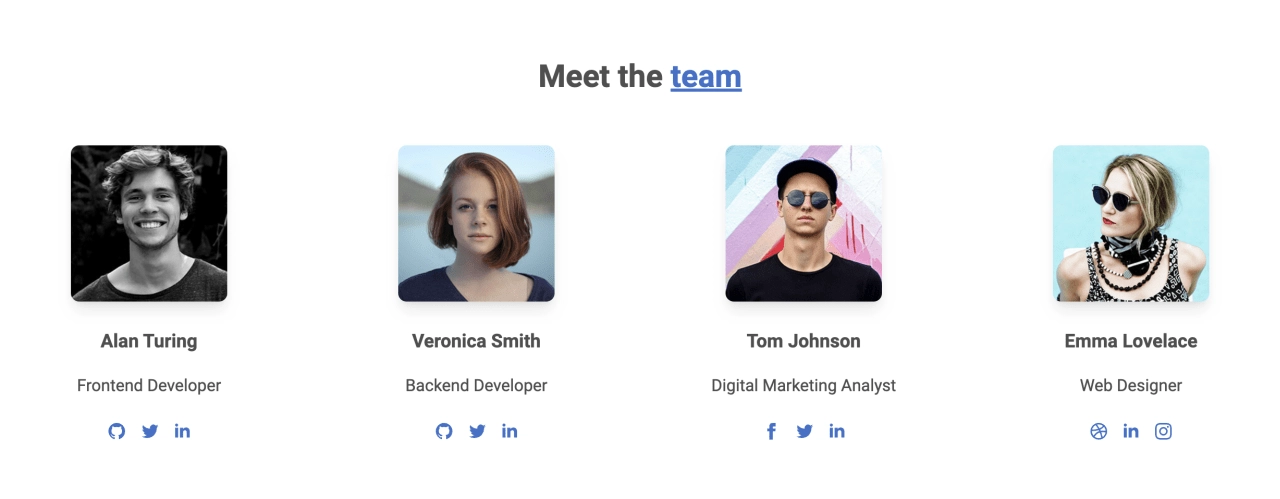 Meet the team
Alan Turing
Veronica Smith
Tom Johnson
Emma Lovelace
Frontend Developer
Backend Developer
Digital Marketing Analyst
Web Designer